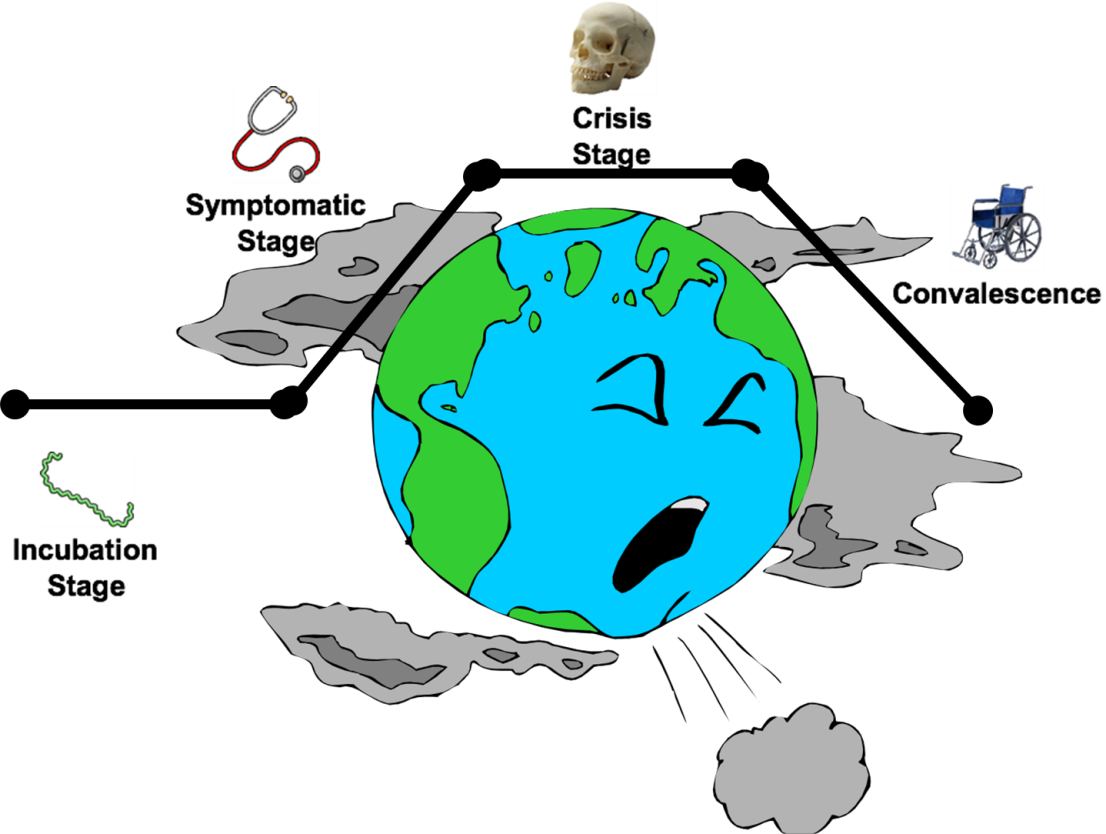 Crisis
Stage
Symptomatic
Stage
Convalescence
Incubation
Stage